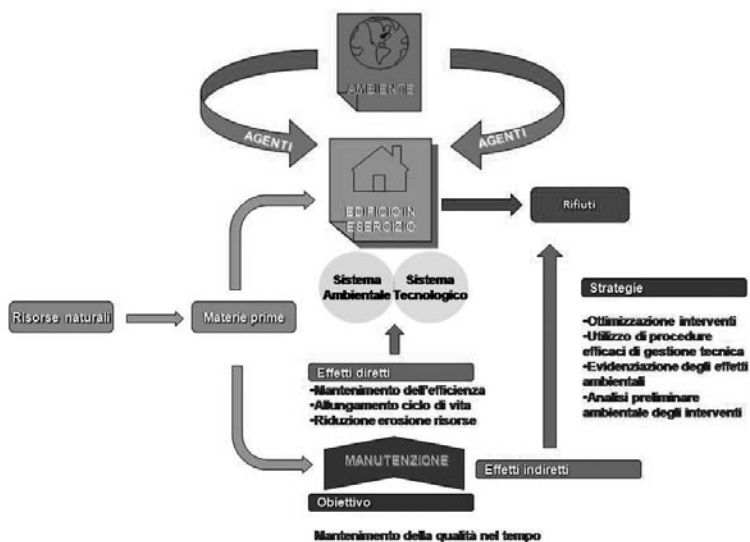 AMBIENTE
AGENTI
AGENTI
EDIFICIO IN
ESERCIZIO
Rifiuti
Sistema
Ambientale
Sistema
Tecnologico
Risorse naturali
Materie prime
Strategie
•Ottimizzazione interventi
•Utilizzo di procedure
efficaci di gestione tecnica
•Evidenziazione degli effetti
ambientali
•Analisi preliminare
ambientale degli interventi
Effetti diretti
•Mantenimento dell'efficienza
•Allungamento ciclo di vita
•Riduzione erosione risorse
MANUTENZIONE
Effetti indiretti
Obiettivo
Mantenimento della qualità nel tempo